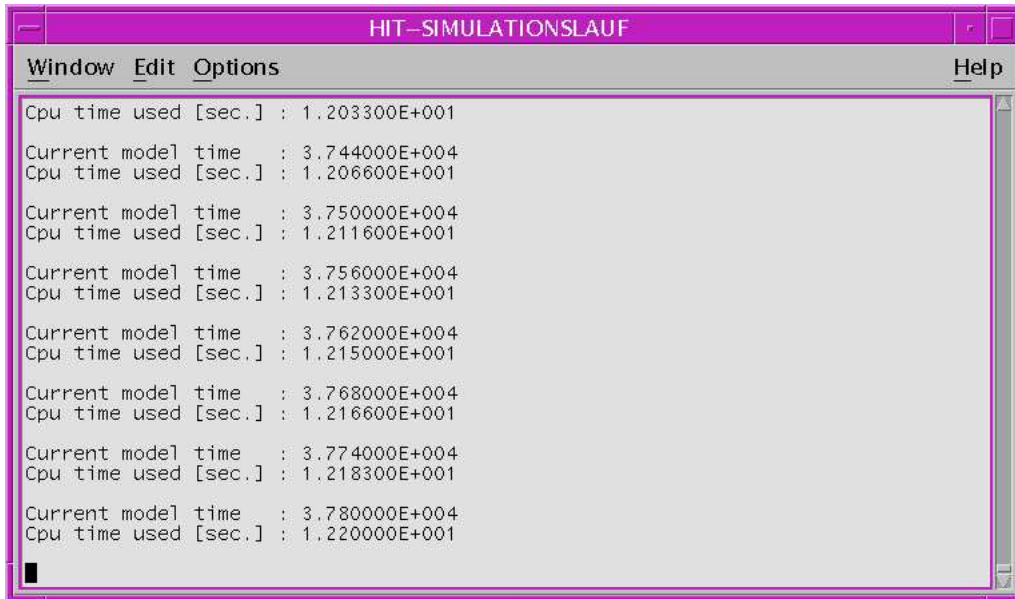 HIT-SIMULATIONSLAUF
Window Edit Options Help
Cpu time used [sec.] : 1.203300E+001
Current model time : 3.744000E+004
Cpu time used [sec.] : 1.206600E+001
Current model time : 3.750000E+004
Cpu time used [sec.] : 1.211600E+001
Current model time : 3.756000E+004
Cpu time used [sec.] : 1.213300E+001
Current model time : 3.762000E+004
Cpu time used [sec.] : 1.215000E+001
Current model time : 3.768000E+004
Cpu time used [sec.] : 1.216600E+001
Current model time : 3.774000E+004
Cpu time used [sec.] : 1.218300E+001
Current model time : 3.780000E+004
Cpu time used [sec.] : 1.220000E+001